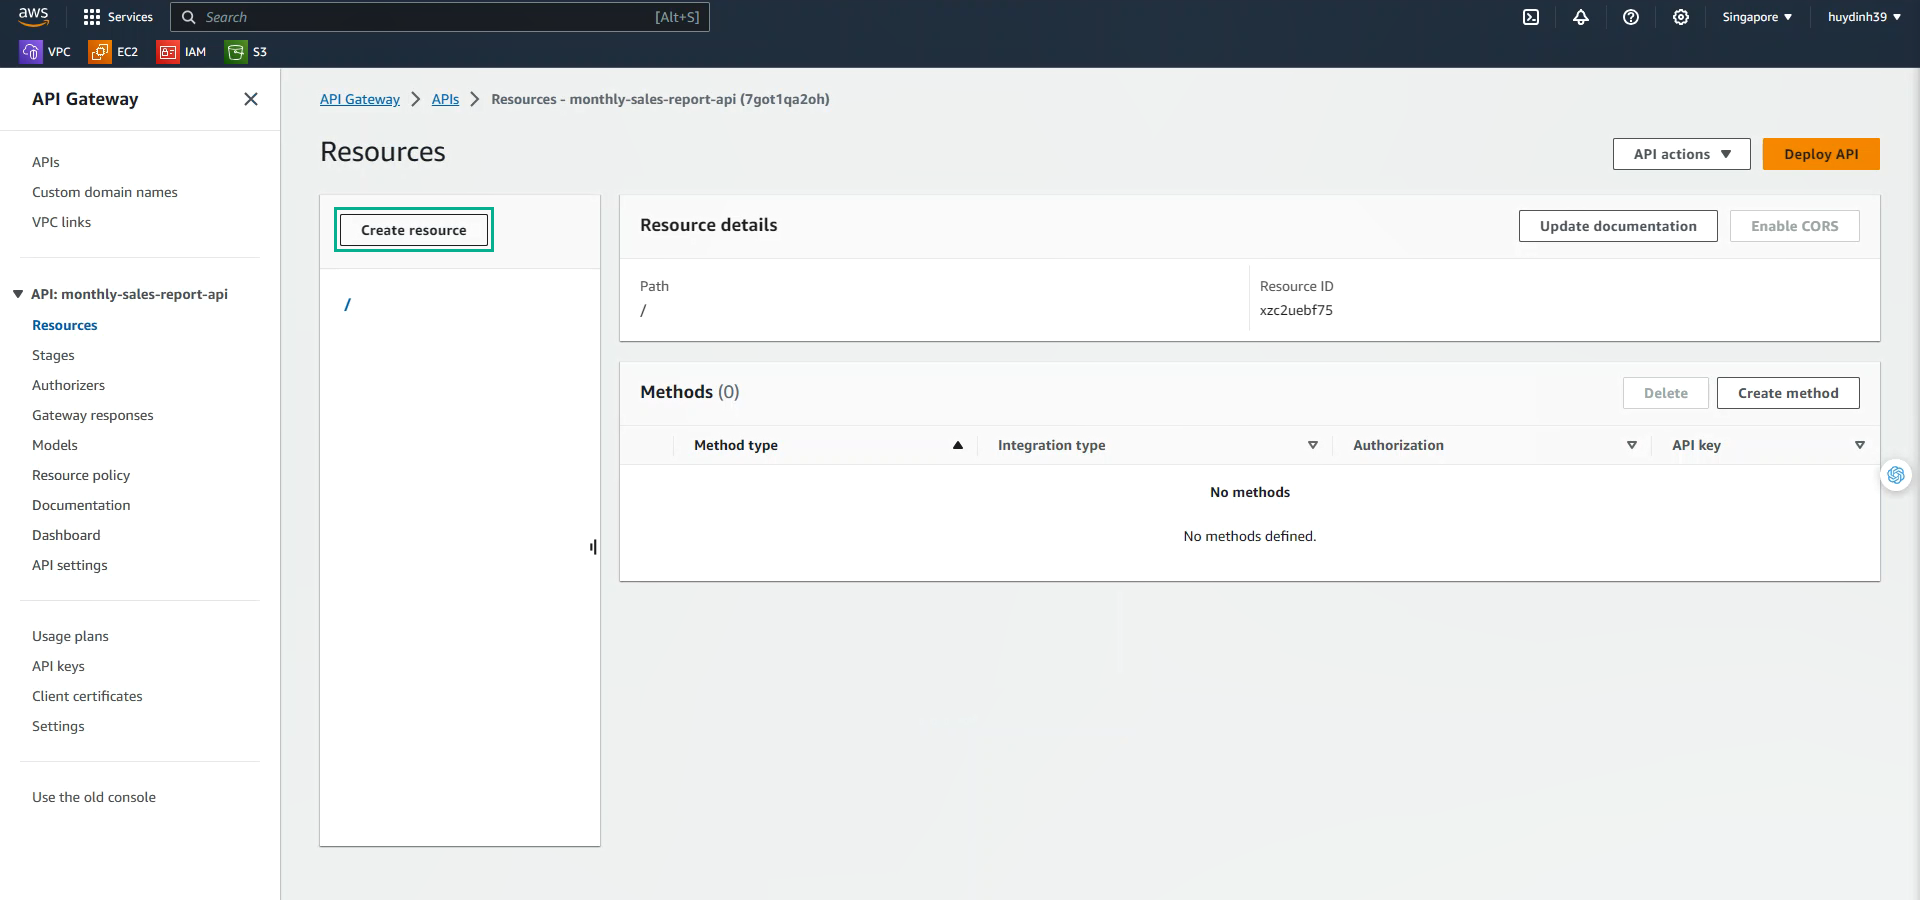 aws
Services
Search
[Alt+S]
Singapore
huydinh39
VPC
EC2
IAM
S3
API Gateway
APIs
Custom domain names
VPC links
API: monthly-sales-report-api
Resources
Stages
Authorizers
Gateway responses
Models
Resource policy
Documentation
Dashboard
API settings
Usage plans
API keys
Client certificates
Settings
Use the old console
API Gateway
APIs
Resources - monthly-sales-report-api (7got1qa2oh)
Resources
API actions
Deploy API
Create resource
/
Resource details
Update documentation
Enable CORS
Path
/
Resource ID
xzc2uebf75
Methods (0)
Delete
Create method
Method type
Integration type
Authorization
API key
No methods
No methods defined.